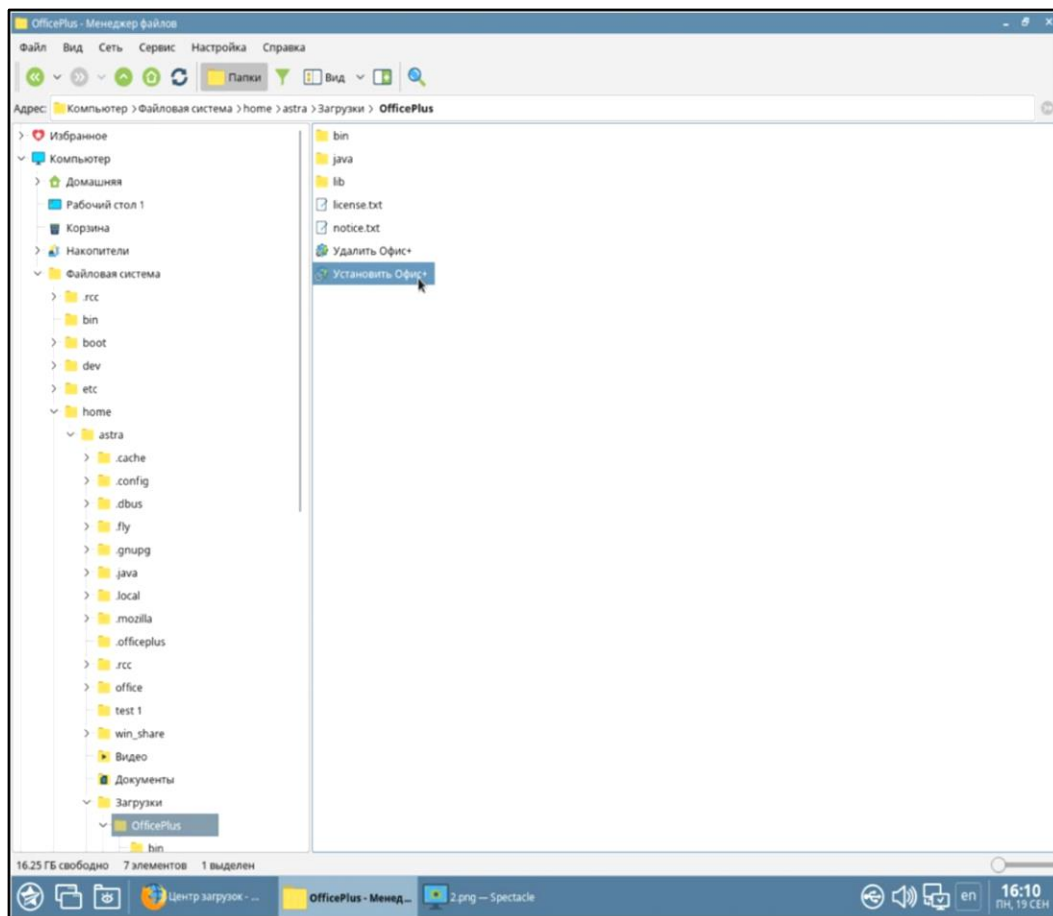 OfficePlus - Менеджер файлов
Файл Вид Сеть Сервис Настройка Справка
Папки Вид
Адрес: Компьютер > Файловая система > home > astra > Загрузки > OfficePlus
Избранное
Компьютер
Домашняя
Рабочий стол 1
Корзина
Накопители
Файловая система
.rcc
bin
boot
dev
etc
home
astra
.cache
.config
.dbus
.fly
.gnupg
.java
.local
.mozilla
.officeplus
.rcc
office
test 1
win_share
Видео
Документы
Загрузки
OfficePlus
bin
bin
java
lib
license.txt
notice.txt
Удалить Офис+
Установить Офис+
16.25 ГБ свободно 7 элементов 1 выделен
Центр загрузок - ...
OfficePlus - Менед...
2.png — Spectacle
en
16:10
ПН, 19 СЕН